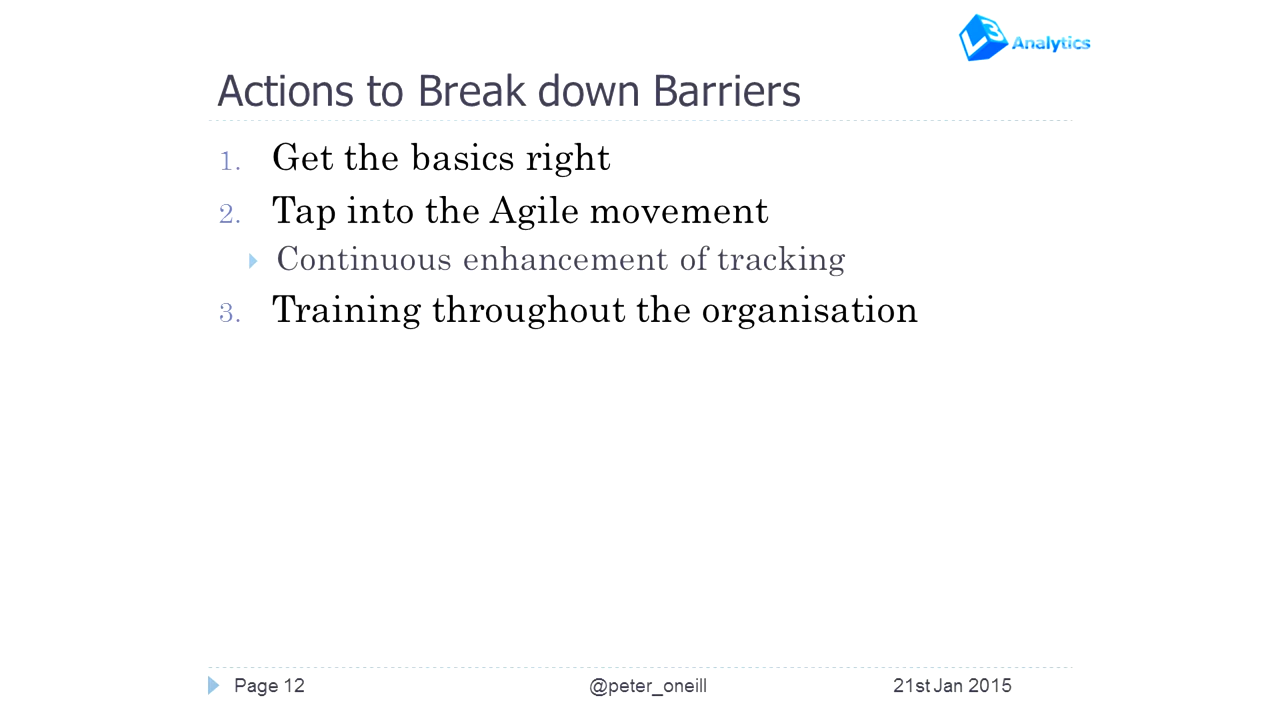 L3 Analytics
Actions to Break down Barriers
1. Get the basics right
2. Tap into the Agile movement
Continuous enhancement of tracking
3. Training throughout the organisation
Page 12 @peter_oneill 21st Jan 2015